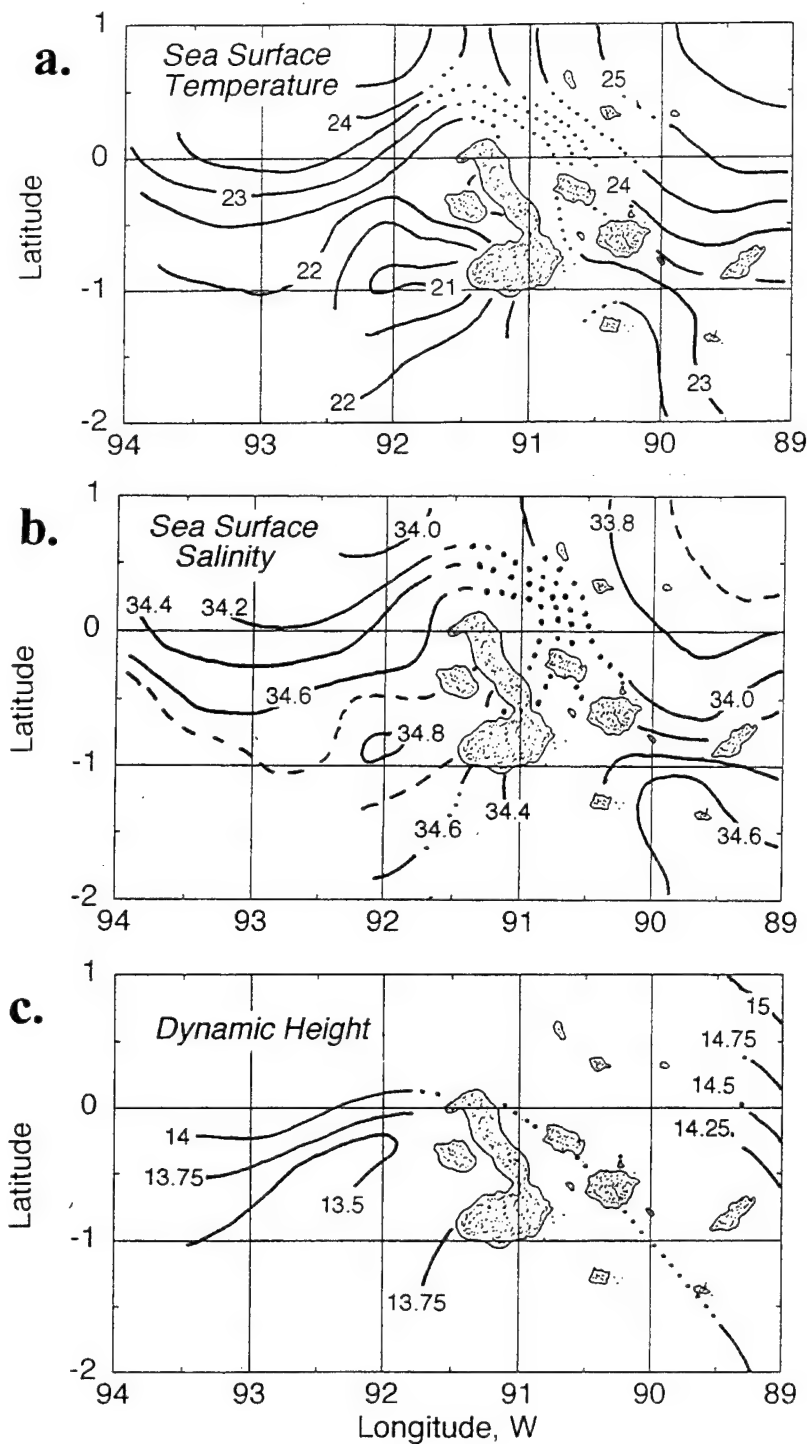 a.
Sea Surface
Temperature
1
0
-1
-2
Latitude
24
25
23
24
22
21
22
23
94 93 92 91 90 89
b.
Sea Surface
Salinity
1
0
-1
-2
Latitude
34.0
33.8
34.4
34.2
34.6
34.0
34.8
34.6
34.4
34.6
94 93 92 91 90 89
c.
Dynamic Height
1
0
-1
-2
Latitude
15
14.75
14.5
14.25
14
13.75
13.5
13.75
94 93 92 91 90 89
Longitude, W